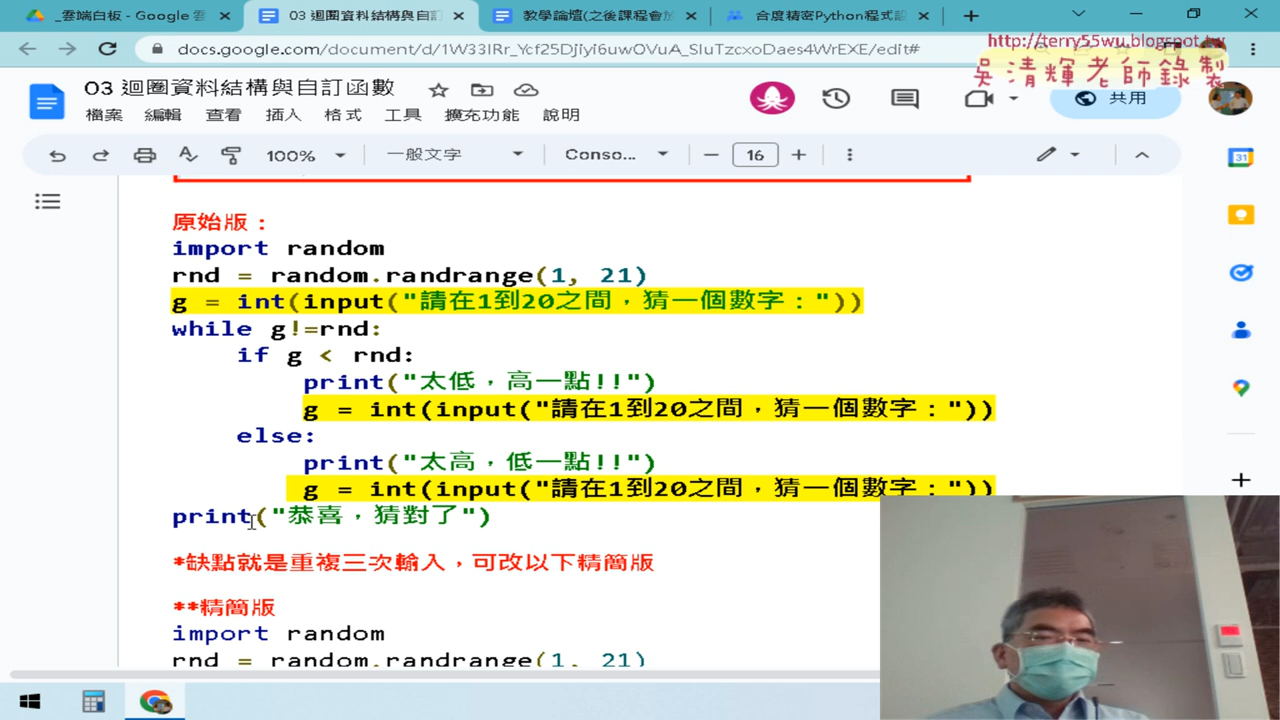 _雲端白板 - Google 雲
03 迴圈資料結構與自訂
教學論壇(之後課程會放
合度精密Python程式設
docs.google.com/document/d/1W33IRr_Ycf25Djiyi6uwOVuA_SluTzcxoDaes4WrEXE/edit#
http://terry55wu.blogspot.tw
吳清輝老師錄製
03 迴圈資料結構與自訂函數
檔案 編輯 查看 插入 格式 工具 擴充功能 說明
共用
100% 一般文字 Conso... 16
原始版：
import random
rnd = random.randrange(1, 21)
g = int(input("請在1到20之間，猜一個數字："))
while g!=rnd:
if g < rnd:
print("太低，高一點!!")
g = int(input("請在1到20之間，猜一個數字："))
else:
print("太高，低一點!!")
g = int(input("請在1到20之間，猜一個數字："))
print("恭喜，猜對了")
*缺點就是重複三次輸入，可改以下精簡版
**精簡版
import random
rnd = random.randrange(1, 21)